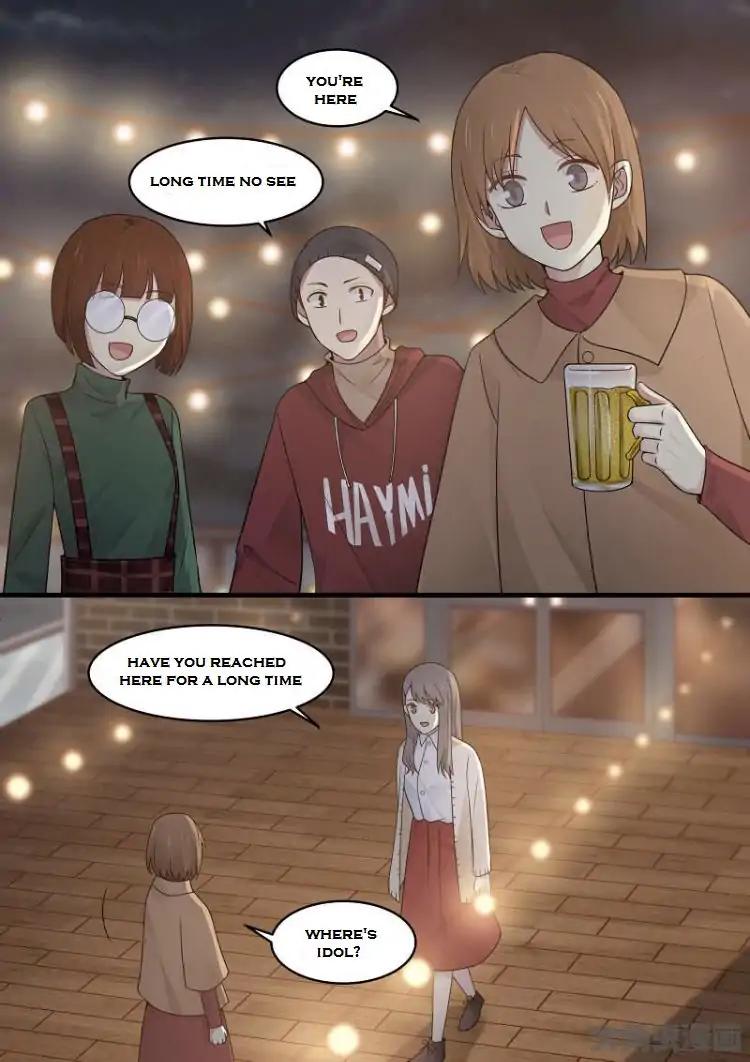 YOU'RE
HERE
LONG TIME NO SEE
HAYMI
HAVE YOU REACHED
HERE FOR A LONG TIME
WHERE'S
IDOL?